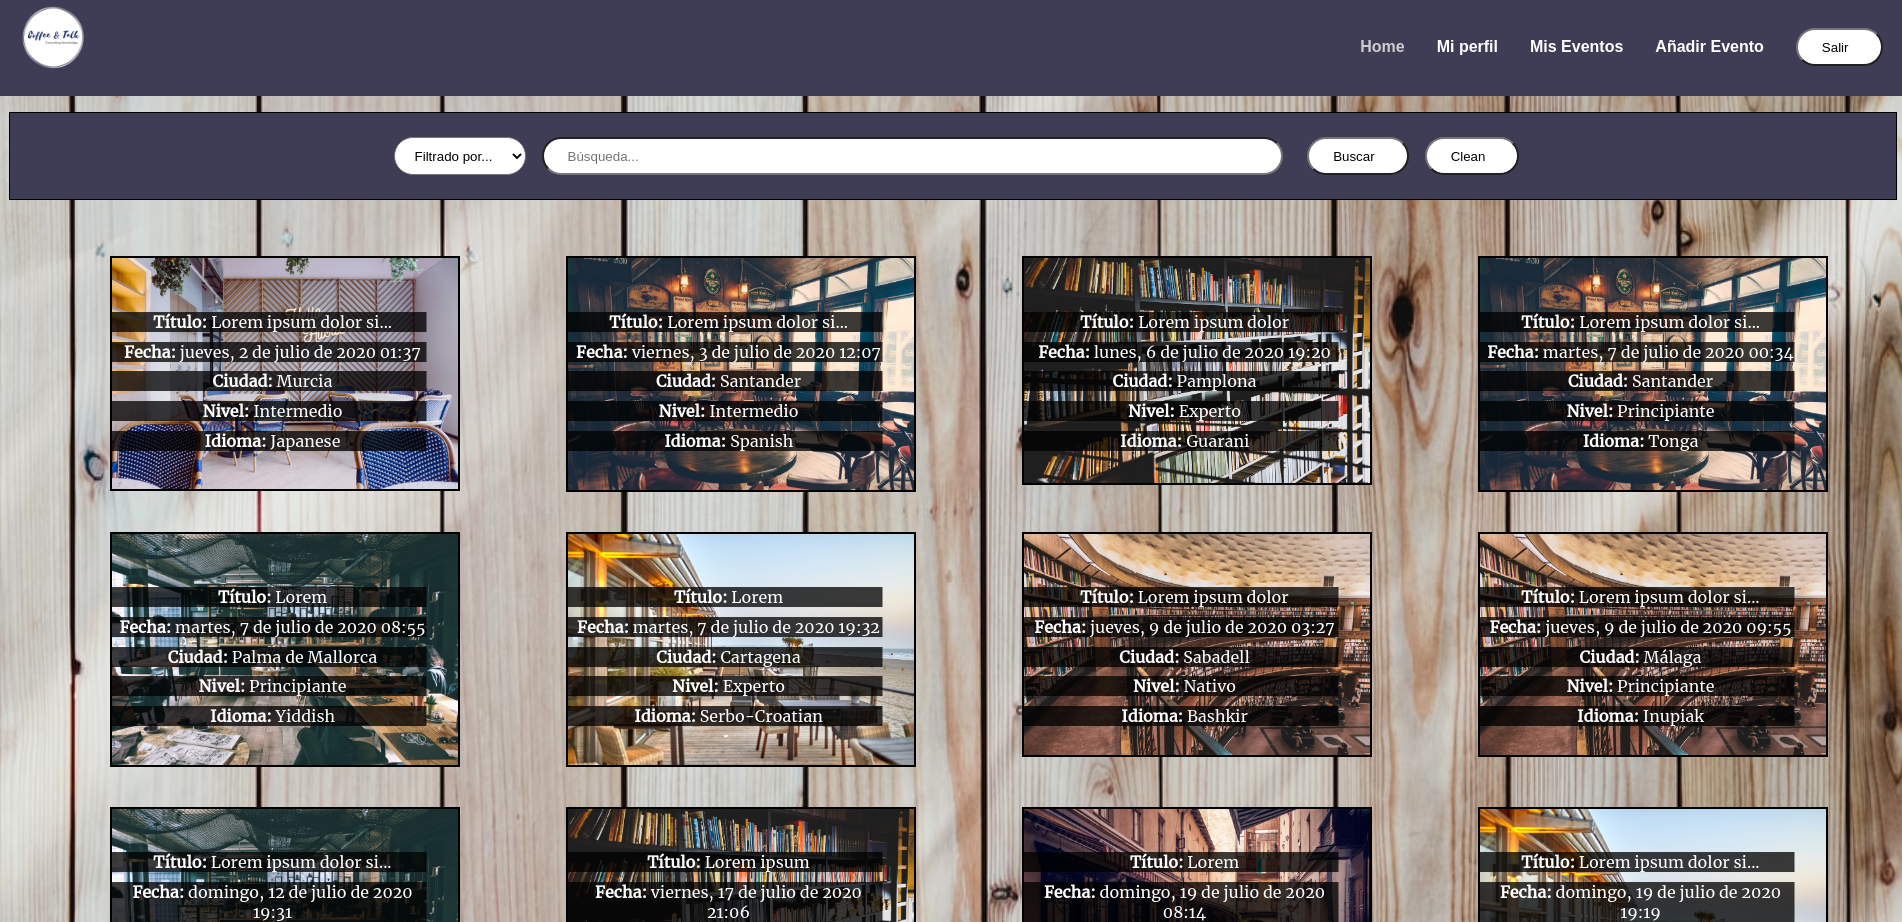 Coffee & Talk
Home
Mi perfil
Mis Eventos
Añadir Evento
Salir
Filtrado por...
Búsqueda...
Buscar
Clean
Título: Lorem ipsum dolor si...
Fecha: jueves, 2 de julio de 2020 01:37
Ciudad: Murcia
Nivel: Intermedio
Idioma: Japanese
Título: Lorem ipsum dolor si...
Fecha: viernes, 3 de julio de 2020 12:07
Ciudad: Santander
Nivel: Intermedio
Idioma: Spanish
Título: Lorem ipsum dolor
Fecha: lunes, 6 de julio de 2020 19:20
Ciudad: Pamplona
Nivel: Experto
Idioma: Guarani
Título: Lorem ipsum dolor si...
Fecha: martes, 7 de julio de 2020 00:34
Ciudad: Santander
Nivel: Principiante
Idioma: Tonga
Título: Lorem
Fecha: martes, 7 de julio de 2020 08:55
Ciudad: Palma de Mallorca
Nivel: Principiante
Idioma: Yiddish
Título: Lorem
Fecha: martes, 7 de julio de 2020 19:32
Ciudad: Cartagena
Nivel: Experto
Idioma: Serbo-Croatian
Título: Lorem ipsum dolor
Fecha: jueves, 9 de julio de 2020 03:27
Ciudad: Sabadell
Nivel: Nativo
Idioma: Bashkir
Título: Lorem ipsum dolor si...
Fecha: jueves, 9 de julio de 2020 09:55
Ciudad: Málaga
Nivel: Principiante
Idioma: Inupiak
Título: Lorem ipsum dolor si...
Fecha: domingo, 12 de julio de 2020
19:31
Título: Lorem ipsum
Fecha: viernes, 17 de julio de 2020
21:06
Título: Lorem
Fecha: domingo, 19 de julio de 2020
08:14
Título: Lorem ipsum dolor si...
Fecha: domingo, 19 de julio de 2020
19:19